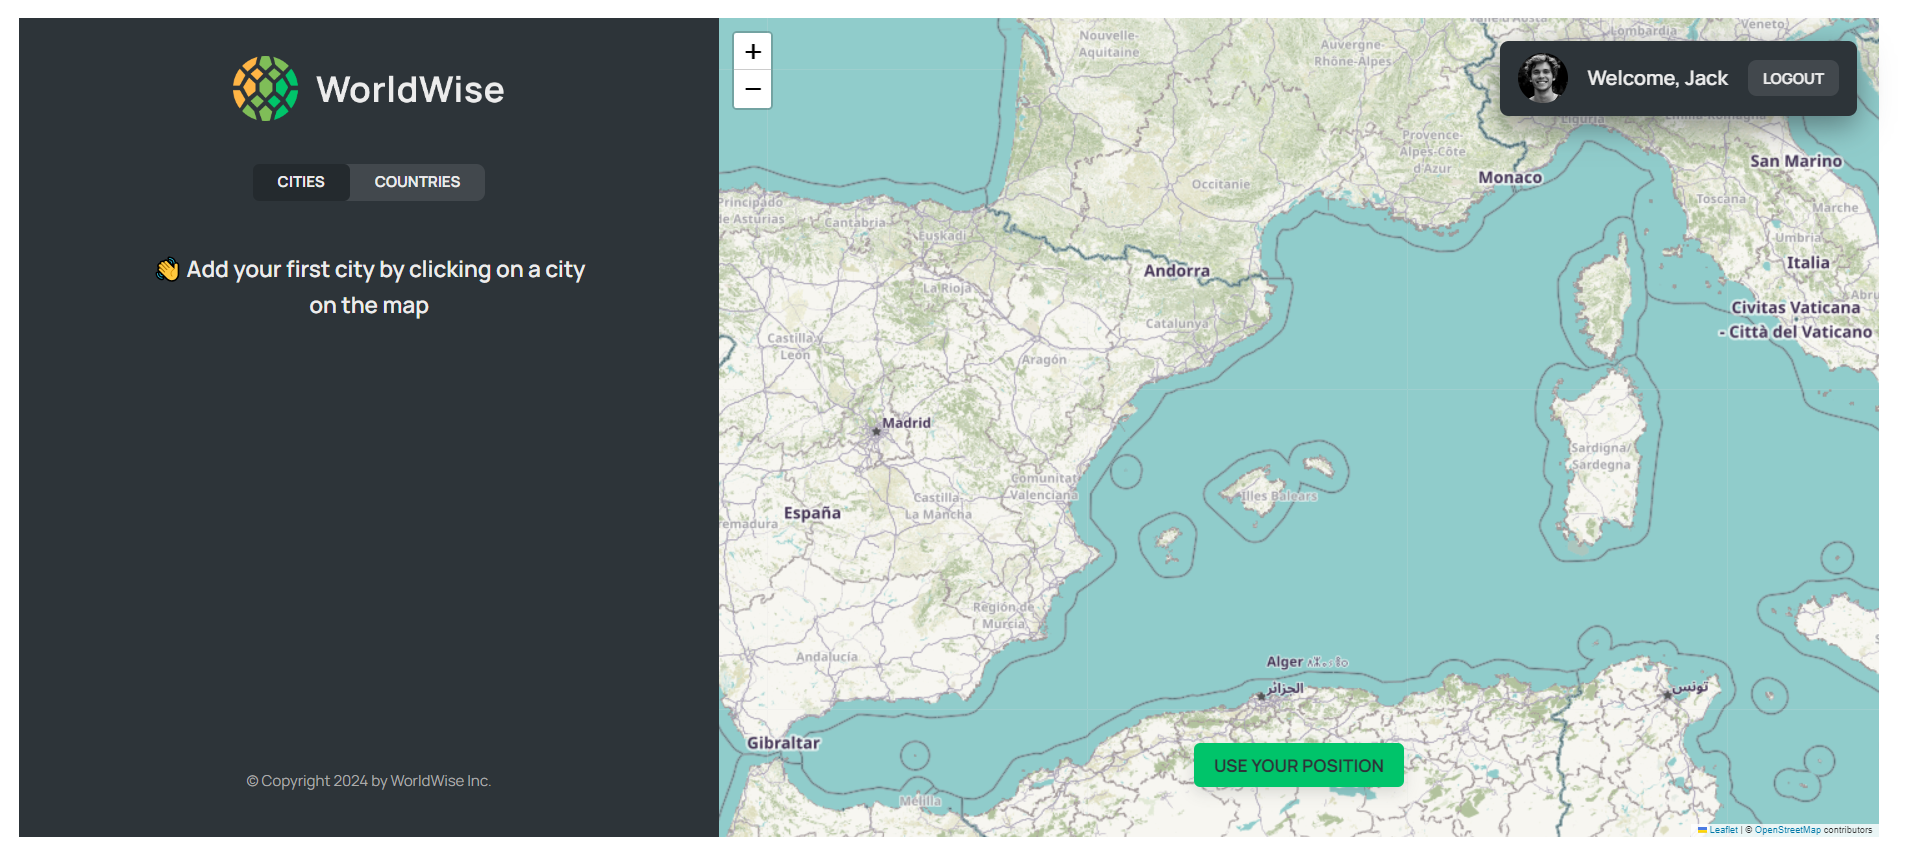 WorldWise
CITIES
COUNTRIES
👋 Add your first city by clicking on a city
on the map
© Copyright 2024 by WorldWise Inc.
+
−
Welcome, Jack
LOGOUT
Nouvelle-
Aquitaine
Auvergne-
Rhône-Alpes
Lombardia
Veneto
Liguria
Provence-
Alpes-Côte
d'Azur
Monaco
San Marino
Occitanie
Toscana
Marche
Principado
de Asturias
Cantabria
Euskadi
Umbria
Italia
Andorra
La Rioja
Civitas Vaticana
- Città del Vaticano
Abru
Catalunya
Castilla y
León
Aragón
Madrid
Sardigna/
Sardegna
Comunitat
Valenciana
Illes Balears
Castilla-
La Mancha
España
remadura
Región de
Murcia
Andalucía
Alger ⴷⵣⴰⵢⴻⵔ
الجزائر
تونس
Gibraltar
Melilla
USE YOUR POSITION
Leaflet | © OpenStreetMap contributors